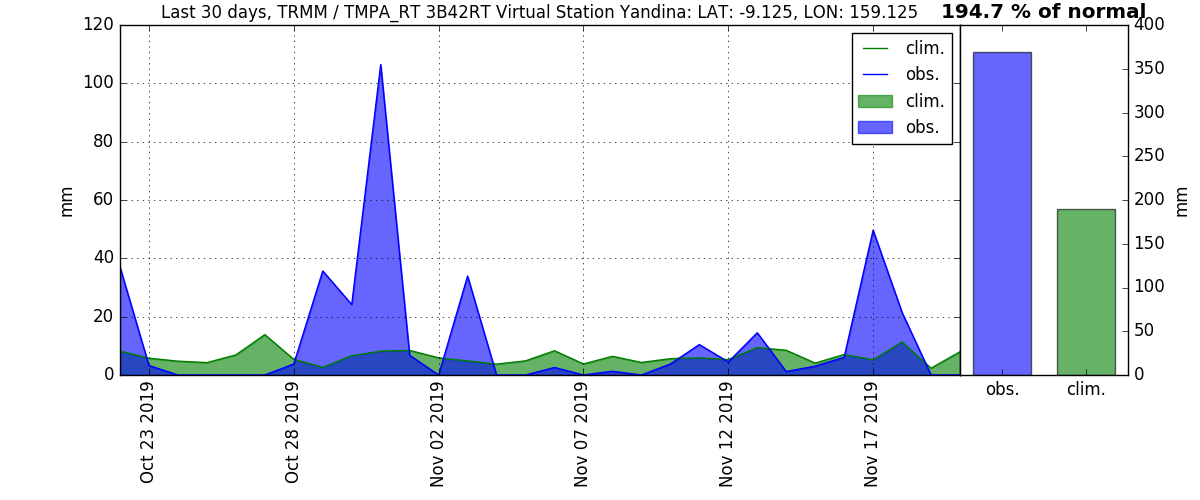 Last 30 days, TRMM / TMPA_RT 3B42RT Virtual Station Yandina: LAT: -9.125, LON: 159.125
194.7 % of normal
120
100
80
60
40
20
0
mm
clim.
obs.
clim.
obs.
Oct 23 2019
Oct 28 2019
Nov 02 2019
Nov 07 2019
Nov 12 2019
Nov 17 2019
400
350
300
250
200
150
100
50
0
mm
obs.
clim.